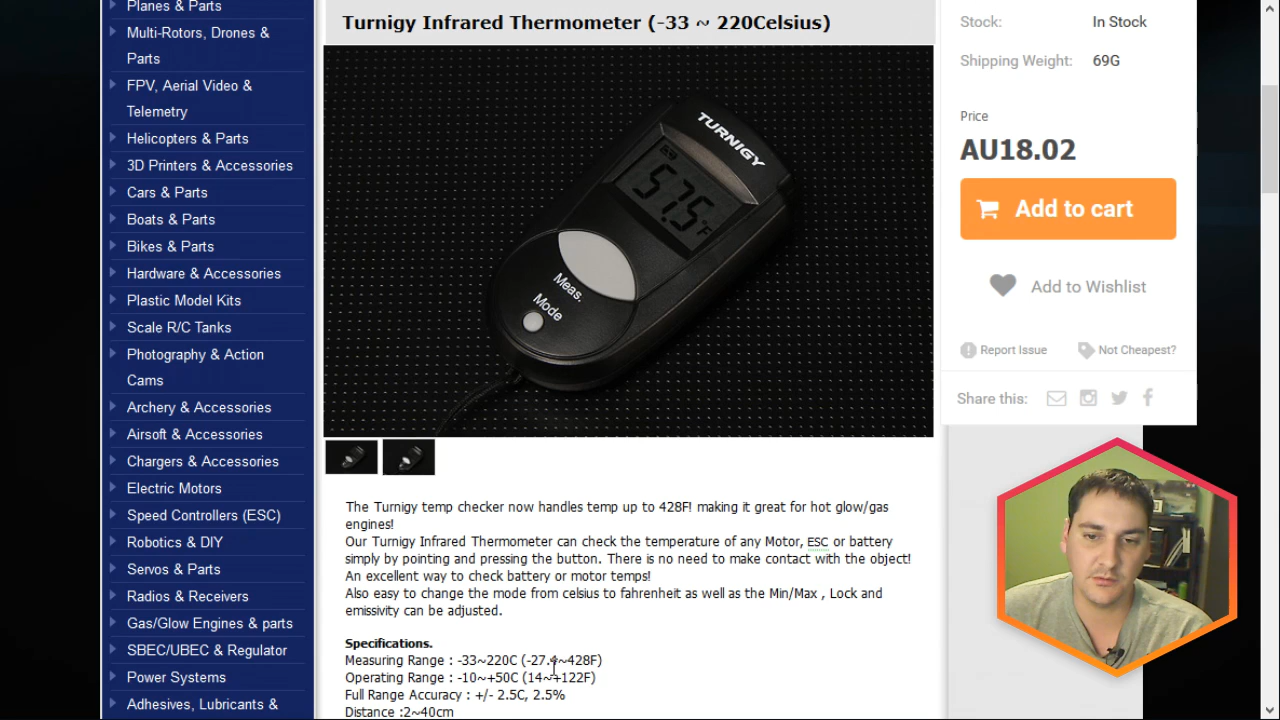 Planes & Parts
Multi-Rotors, Drones &
Parts
FPV, Aerial Video &
Telemetry
Helicopters & Parts
3D Printers & Accessories
Cars & Parts
Boats & Parts
Bikes & Parts
Hardware & Accessories
Plastic Model Kits
Scale R/C Tanks
Photography & Action
Cams
Archery & Accessories
Airsoft & Accessories
Chargers & Accessories
Electric Motors
Speed Controllers (ESC)
Robotics & DIY
Servos & Parts
Radios & Receivers
Gas/Glow Engines & parts
SBEC/UBEC & Regulator
Power Systems
Adhesives, Lubricants &
Turnigy Infrared Thermometer (-33 ~ 220Celsius)
TURNIGY
57.5°F
Meas.
Mode
The Turnigy temp checker now handles temp up to 428F! making it great for hot glow/gas
engines!
Our Turnigy Infrared Thermometer can check the temperature of any Motor, ESC or battery
simply by pointing and pressing the button. There is no need to make contact with the object!
An excellent way to check battery or motor temps!
Also easy to change the mode from celsius to fahrenheit as well as the Min/Max , Lock and
emissivity can be adjusted.
Specifications.
Measuring Range : -33~220C (-27.4~428F)
Operating Range : -10~+50C (14~+122F)
Full Range Accuracy : +/- 2.5C, 2.5%
Distance :2~40cm
Stock: In Stock
Shipping Weight: 69G
Price
AU18.02
Add to cart
Add to Wishlist
Report Issue Not Cheapest?
Share this: